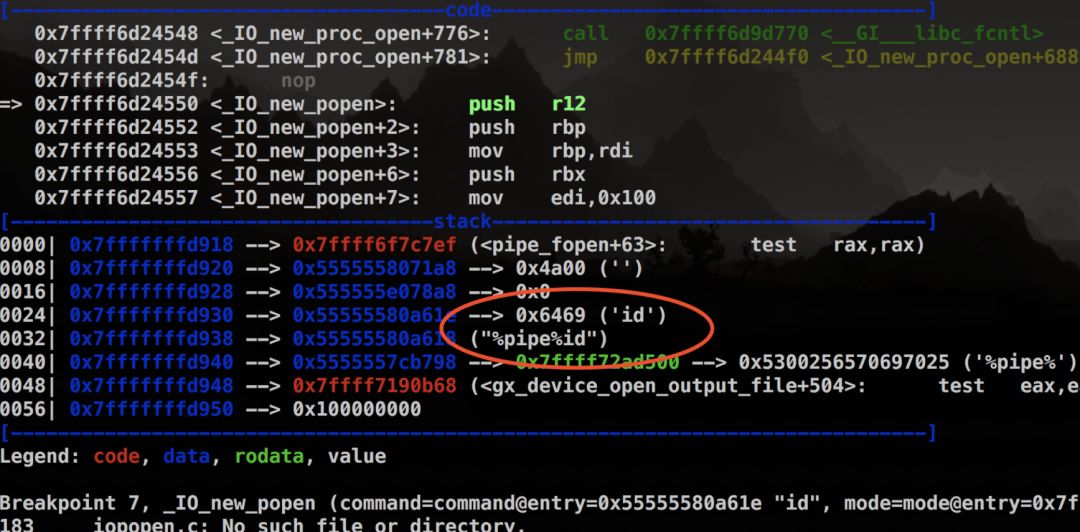 [------------------------------------code------------------------------------]
0x7ffff6d24548 <_IO_new_proc_open+776>: call 0x7ffff6d9d770 <__GI___libc_fcntl>
0x7ffff6d2454d <_IO_new_proc_open+781>: jmp 0x7ffff6d244f0 <_IO_new_proc_open+688
0x7ffff6d2454f: nop
=> 0x7ffff6d24550 <_IO_new_popen>: push r12
0x7ffff6d24552 <_IO_new_popen+2>: push rbp
0x7ffff6d24553 <_IO_new_popen+3>: mov rbp,rdi
0x7ffff6d24556 <_IO_new_popen+6>: push rbx
0x7ffff6d24557 <_IO_new_popen+7>: mov edi,0x100
[------------------------------------stack------------------------------------]
0000| 0x7fffffffd918 --> 0x7ffff6f7c7ef (<pipe_fopen+63>: test rax,rax)
0008| 0x7fffffffd920 --> 0x5555558071a8 --> 0x4a00 ('')
0016| 0x7fffffffd928 --> 0x555555e078a8 --> 0x0
0024| 0x7fffffffd930 --> 0x55555580a61e --> 0x6469 ('id')
0032| 0x7fffffffd938 --> 0x55555580a618 ("%pipe%id")
0040| 0x7fffffffd940 --> 0x5555557cb798 --> 0x7ffff72ad500 --> 0x5300256570697025 ('%pipe%')
0048| 0x7fffffffd948 --> 0x7ffff7190b68 (<gx_device_open_output_file+504>: test eax,e
0056| 0x7fffffffd950 --> 0x100000000
[------------------------------------------------------------------------------]
Legend: code, data, rodata, value
Breakpoint 7, _IO_new_popen (command=command@entry=0x55555580a61e "id", mode=mode@entry=0x7f
183 iopopen.c: No such file or directory.